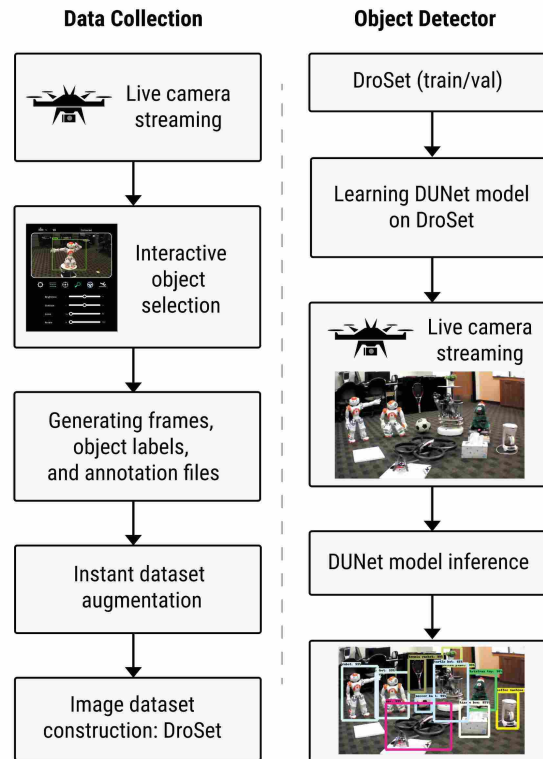 Data Collection
Live camera
streaming
Interactive
object
selection
Generating frames,
object labels,
and annotation files
Instant dataset
augmentation
Image dataset
construction: DroSet
Object Detector
DroSet (train/val)
Learning DUNet model
on DroSet
Live camera
streaming
DUNet model inference